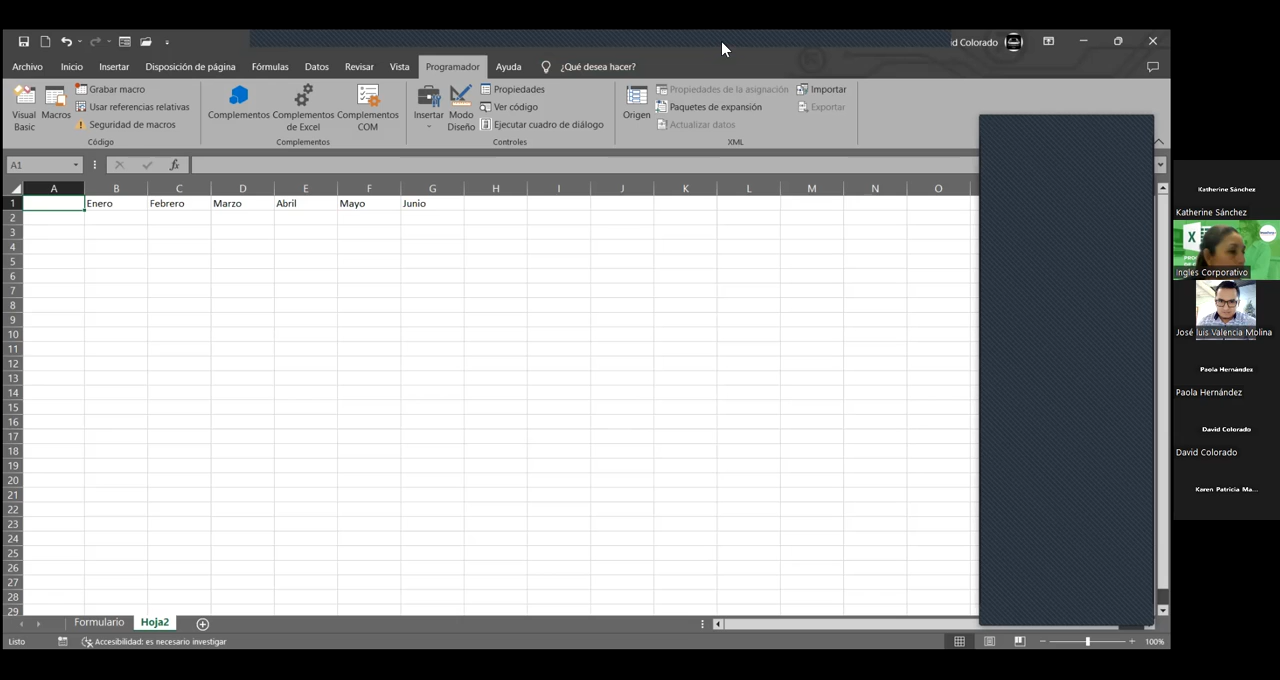 id Colorado
Archivo Inicio Insertar Disposición de página Fórmulas Datos Revisar Vista Programador Ayuda ¿Qué desea hacer?
Visual Basic
Macros
Grabar macro
Usar referencias relativas
Seguridad de macros
Código
Complementos
Complementos de Excel
Complementos COM
Complementos
Insertar
Modo Diseño
Propiedades
Ver código
Ejecutar cuadro de diálogo
Controles
Origen
Propiedades de la asignación
Paquetes de expansión
Actualizar datos
Importar
Exportar
XML
A1
fx
A B C D E F G H I J K L M N O
1 Enero Febrero Marzo Abril Mayo Junio
2
3
4
5
6
7
8
9
10
11
12
13
14
15
16
17
18
19
20
21
22
23
24
25
26
27
28
29
Formulario Hoja2
Listo Accesibilidad: es necesario investigar 100%
Katherine Sánchez
Katherine Sánchez
X
Ingles Corporativo
José luis Valencia Molina
Paola Hernández
Paola Hernández
David Colorado
David Colorado
Karen Patricia Ma...